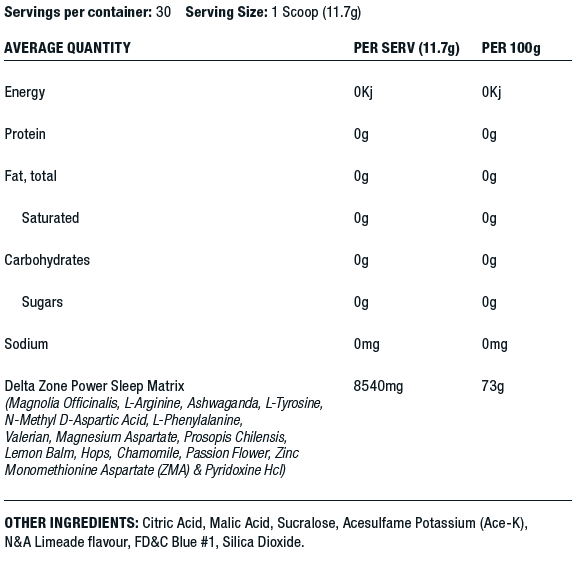 Servings per container: 30 Serving Size: 1 Scoop (11.7g)
AVERAGE QUANTITY PER SERV (11.7g) PER 100g
Energy 0Kj 0Kj
Protein 0g 0g
Fat, total 0g 0g
Saturated 0g 0g
Carbohydrates 0g 0g
Sugars 0g 0g
Sodium 0mg 0mg
Delta Zone Power Sleep Matrix 8540mg 73g
(Magnolia Officinalis, L-Arginine, Ashwaganda, L-Tyrosine,
N-Methyl D-Aspartic Acid, L-Phenylalanine,
Valerian, Magnesium Aspartate, Prosopis Chilensis,
Lemon Balm, Hops, Chamomile, Passion Flower, Zinc
Monomethionine Aspartate (ZMA) & Pyridoxine Hcl)
OTHER INGREDIENTS: Citric Acid, Malic Acid, Sucralose, Acesulfame Potassium (Ace-K),
N&A Limeade flavour, FD&C Blue #1, Silica Dioxide.